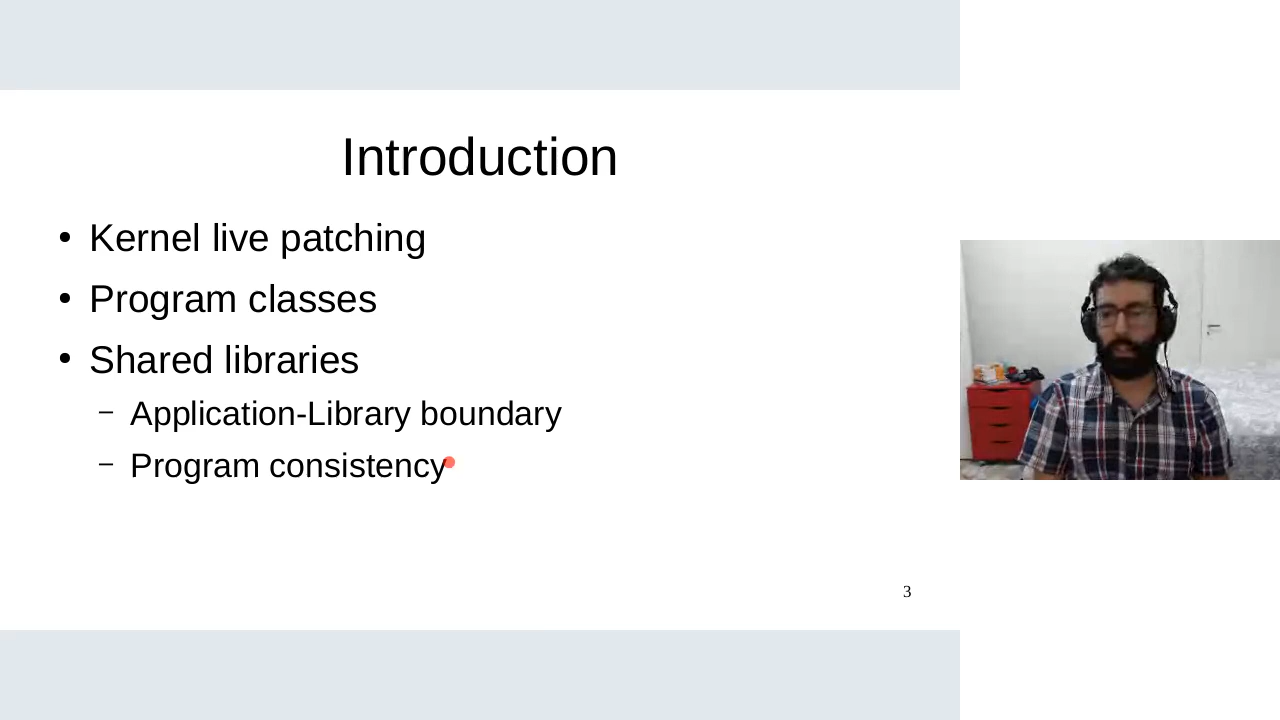 Introduction
• Kernel live patching
• Program classes
• Shared libraries
– Application-Library boundary
– Program consistency
3